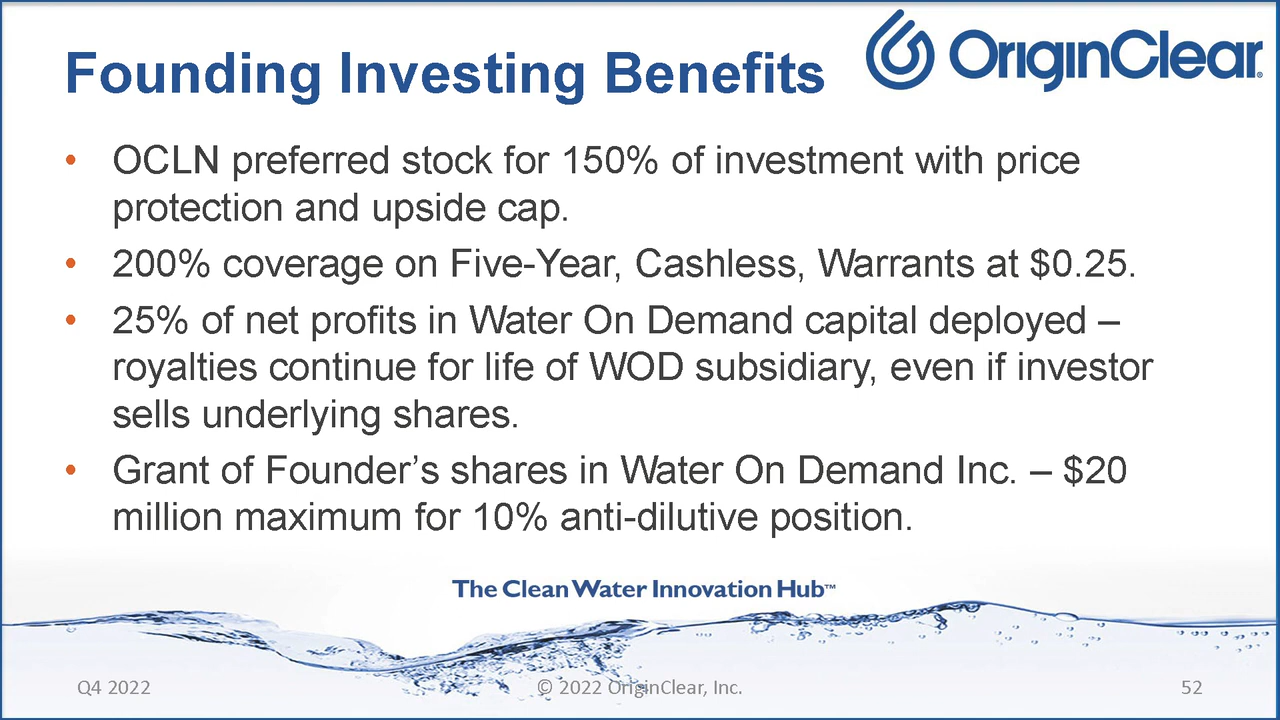 Founding Investing Benefits
OriginClear®
• OCLN preferred stock for 150% of investment with price
protection and upside cap.
• 200% coverage on Five-Year, Cashless, Warrants at $0.25.
• 25% of net profits in Water On Demand capital deployed –
royalties continue for life of WOD subsidiary, even if investor
sells underlying shares.
• Grant of Founder’s shares in Water On Demand Inc. – $20
million maximum for 10% anti-dilutive position.
The Clean Water Innovation Hub™
Q4 2022
© 2022 OriginClear, Inc.
52